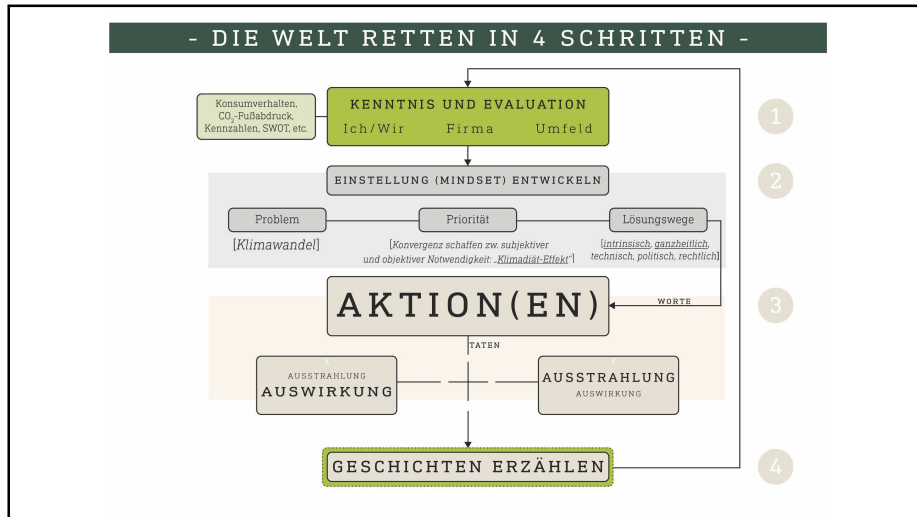 - DIE WELT RETTEN IN 4 SCHRITTEN -
Konsumverhalten,
CO₂-Fußabdruck,
Kennzahlen, SWOT, etc.
KENNTNIS UND EVALUATION
Ich/Wir Firma Umfeld
1
EINSTELLUNG (MINDSET) ENTWICKELN
2
Problem
[Klimawandel]
Priorität
[Konvergenz schaffen zw. subjektiver
und objektiver Notwendigkeit: „Klimadiät-Effekt"]
Lösungswege
[intrinsisch, ganzheitlich,
technisch, politisch, rechtlich]
AKTION(EN)
WORTE
3
TATEN
AUSSTRAHLUNG
AUSWIRKUNG
AUSSTRAHLUNG
AUSWIRKUNG
GESCHICHTEN ERZÄHLEN
4